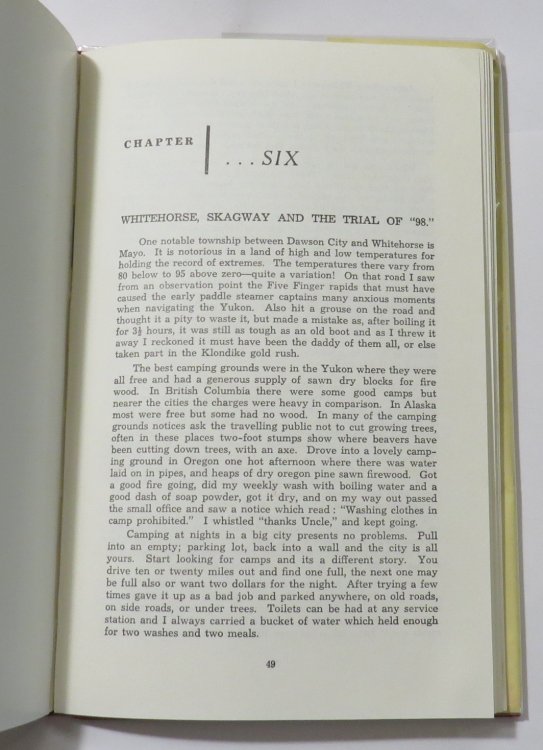 CHAPTER
. . . SIX
WHITEHORSE, SKAGWAY AND THE TRIAL OF "98."
One notable township between Dawson City and Whitehorse is
Mayo. It is notorious in a land of high and low temperatures for
holding the record of extremes. The temperatures there vary from
80 below to 95 above zero—quite a variation! On that road I saw
from an observation point the Five Finger rapids that must have
caused the early paddle steamer captains many anxious moments
when navigating the Yukon. Also hit a grouse on the road and
thought it a pity to waste it, but made a mistake as, after boiling it
for 3½ hours, it was still as tough as an old boot and as I threw it
away I reckoned it must have been the daddy of them all, or else
taken part in the Klondike gold rush.
The best camping grounds were in the Yukon where they were
all free and had a generous supply of sawn dry blocks for fire
wood. In British Columbia there were some good camps but
nearer the cities the charges were heavy in comparison. In Alaska
most were free but some had no wood. In many of the camping
grounds notices ask the travelling public not to cut growing trees,
often in these places two-foot stumps show where beavers have
been cutting down trees, with an axe. Drove into a lovely camp-
ing ground in Oregon one hot afternoon where there was water
laid on in pipes, and heaps of dry oregon pine sawn firewood. Got
a good fire going, did my weekly wash with boiling water and a
good dash of soap powder, got it dry, and on my way out passed
the small office and saw a notice which read : "Washing clothes in
camp prohibited." I whistled "thanks Uncle," and kept going.
Camping at nights in a big city presents no problems. Pull
into an empty; parking lot, back into a wall and the city is all
yours. Start looking for camps and its a different story. You
drive ten or twenty miles out and find one full, the next one may
be full also or want two dollars for the night. After trying a few
times gave it up as a bad job and parked anywhere, on old roads,
on side roads, or under trees. Toilets can be had at any service
station and I always carried a bucket of water which held enough
for two washes and two meals.
49